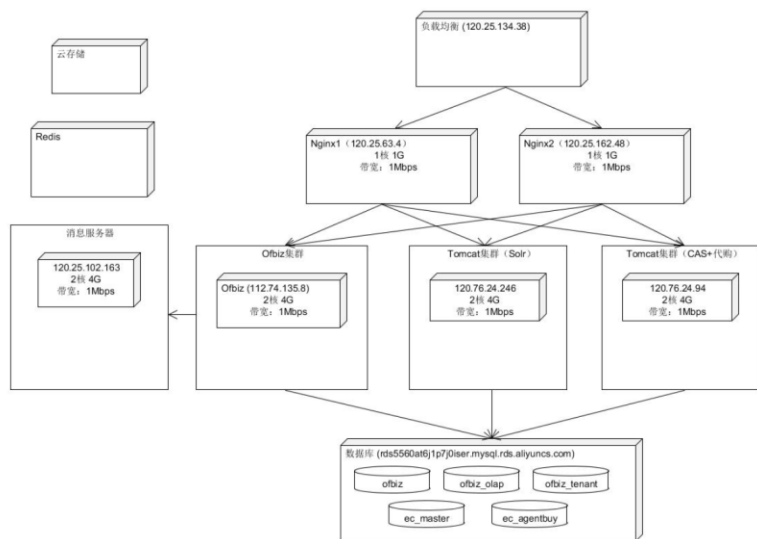 负载均衡 (120.25.134.38)
云存储
Redis
Nginx1（120.25.63.4）
1核 1G
带宽：1Mbps
Nginx2（120.25.162.48）
1核 1G
带宽：1Mbps
消息服务器
120.25.102.163
2核 4G
带宽：1Mbps
Ofbiz集群
Ofbiz (112.74.135.8)
2核 4G
带宽：1Mbps
Tomcat集群（Solr）
120.76.24.246
2核 4G
带宽：1Mbps
Tomcat集群（CAS+代购）
120.76.24.94
2核 4G
带宽：1Mbps
数据库 (rds5560at6j1p7j0iser.mysql.rds.aliyuncs.com)
ofbiz
ofbiz_olap
ofbiz_tenant
ec_master
ec_agentbuy